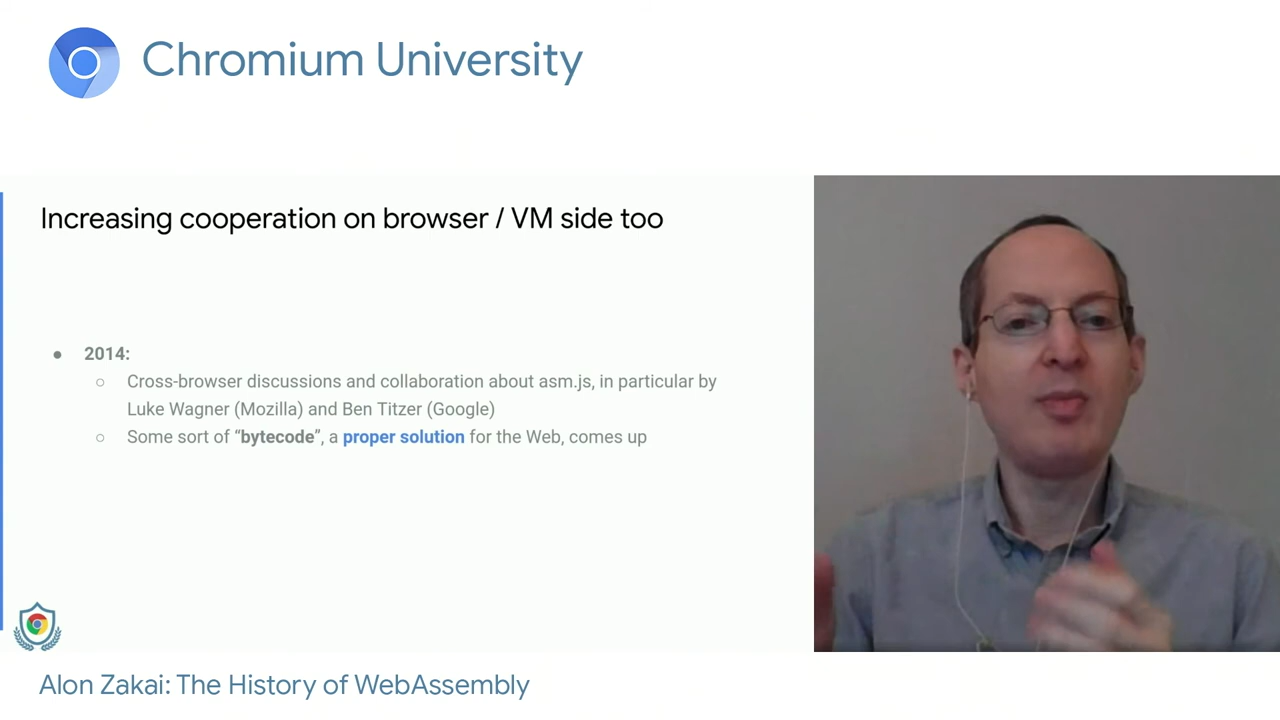 Chromium University
Increasing cooperation on browser / VM side too
● 2014:
○ Cross-browser discussions and collaboration about asm.js, in particular by
Luke Wagner (Mozilla) and Ben Titzer (Google)
○ Some sort of “bytecode”, a proper solution for the Web, comes up
Alon Zakai: The History of WebAssembly